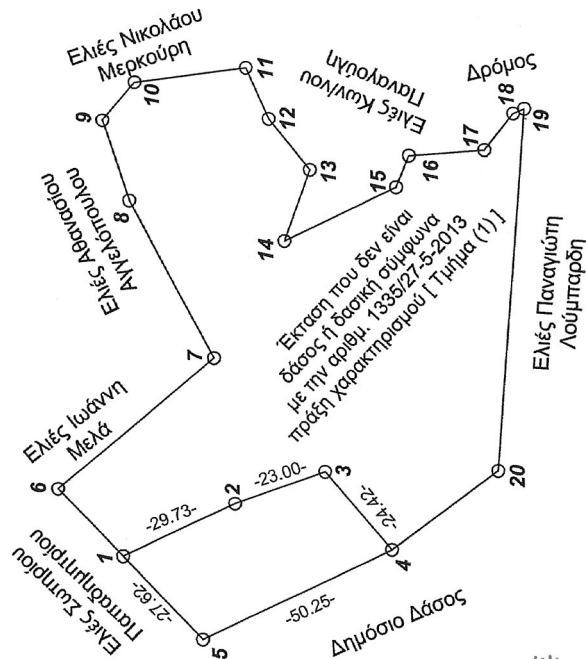 Ελιές Νικολάου
Μερκούρη
Ελιές Αθανασίου
Αγγελόπουλου
Ελιές Κων/νου
Παναγούλη
Δρόμος
Ελιές Ιωάννη
Μελά
Ελιές Σωτηρίου
Παπαδημητρίου
Έκταση που δεν είναι
δάσος ή δασική σύμφωνα
με την αριθμ. 1335/27-5-2013
πράξη χαρακτηρισμού [ Τμήμα (1) ]
Ελιές Παναγιώτη
Λούμπαρδη
Δημόσιο Δάσος
-29.73-
-23.00-
-24.42-
-27.62-
-50.25-
1
2
3
4
5
6
7
8
9
10
11
12
13
14
15
16
17
18
19
20